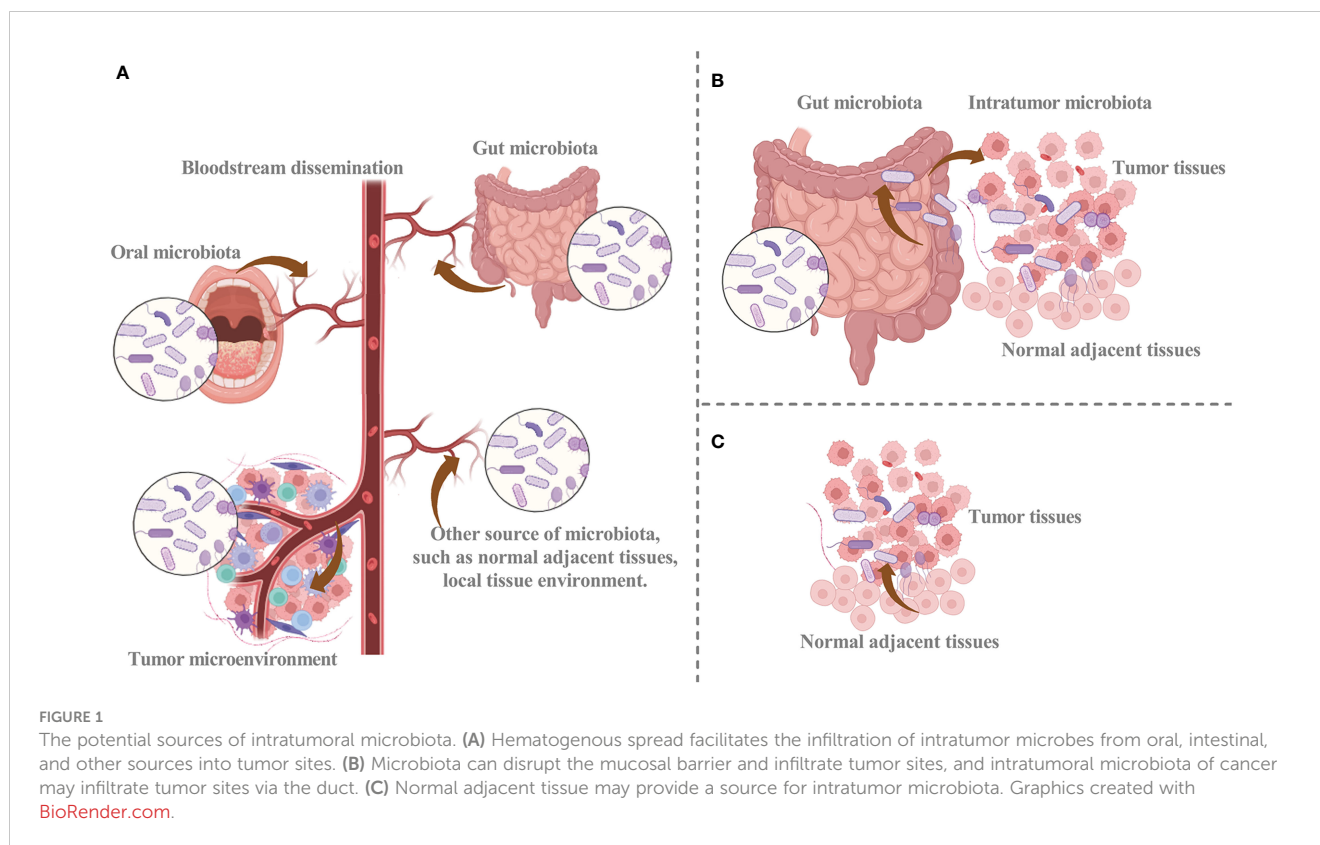 A
Bloodstream dissemination
Gut microbiota
Oral microbiota
Other source of microbiota,
such as normal adjacent tissues,
local tissue environment.
Tumor microenvironment
B
Gut microbiota
Intratumor microbiota
Tumor tissues
Normal adjacent tissues
C
Tumor tissues
Normal adjacent tissues
FIGURE 1
The potential sources of intratumoral microbiota. (A) Hematogenous spread facilitates the infiltration of intratumor microbes from oral, intestinal,
and other sources into tumor sites. (B) Microbiota can disrupt the mucosal barrier and infiltrate tumor sites, and intratumoral microbiota of cancer
may infiltrate tumor sites via the duct. (C) Normal adjacent tissue may provide a source for intratumor microbiota. Graphics created with
BioRender.com.